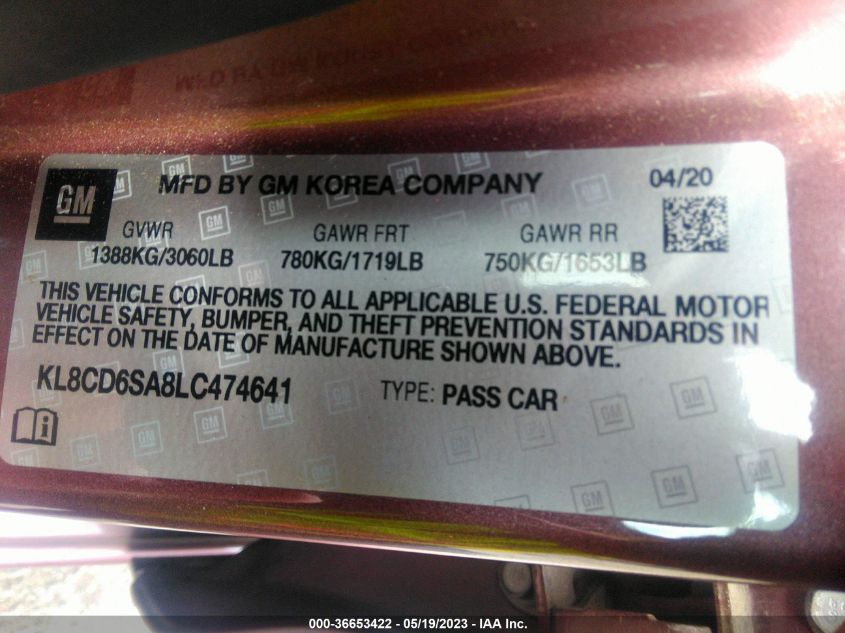 GM
MFD BY GM KOREA COMPANY
04/20
GVWR
GAWR FRT
GAWR RR
1388KG/3060LB
780KG/1719LB
750KG/1653LB
THIS VEHICLE CONFORMS TO ALL APPLICABLE U.S. FEDERAL MOTOR
VEHICLE SAFETY, BUMPER, AND THEFT PREVENTION STANDARDS IN
EFFECT ON THE DATE OF MANUFACTURE SHOWN ABOVE.
KL8CD6SA8LC474641
TYPE: PASS CAR
000-36653422 - 05/19/2023 - IAA Inc.